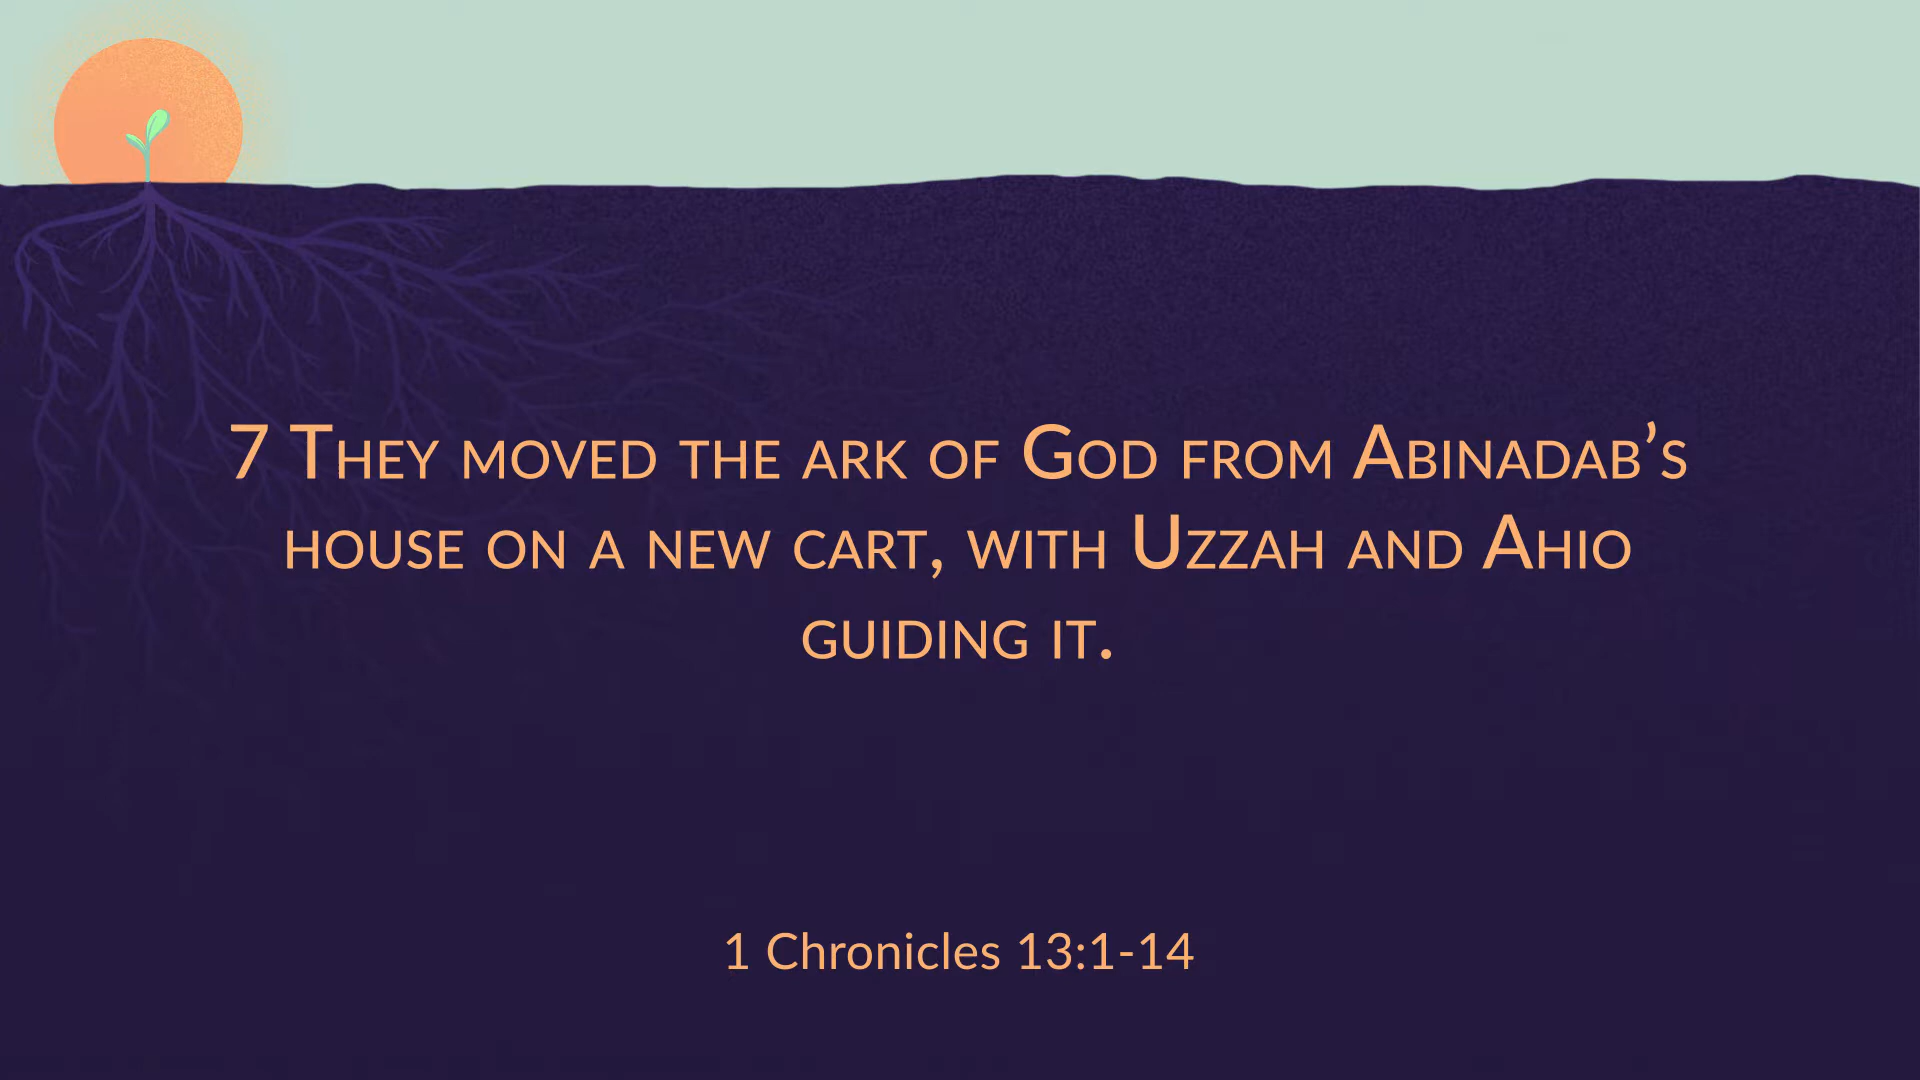 7 They moved the ark of God from Abinadab’s
house on a new cart, with Uzzah and Ahio
guiding it.
1 Chronicles 13:1-14